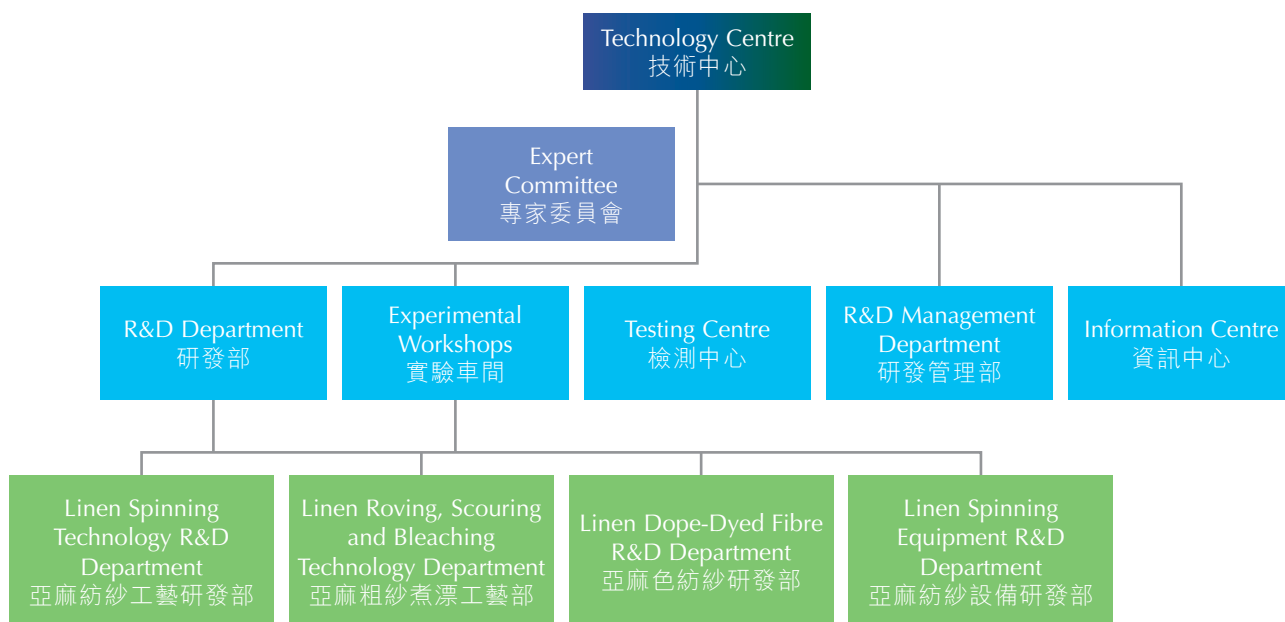 Technology Centre
技術中心
Expert
Committee
專家委員會
R&D Department
研發部
Experimental
Workshops
實驗車間
Testing Centre
檢測中心
R&D Management
Department
研發管理部
Information Centre
資訊中心
Linen Spinning
Technology R&D
Department
亞麻紡紗工藝研發部
Linen Roving, Scouring
and Bleaching
Technology Department
亞麻粗紗煮漂工藝部
Linen Dope-Dyed Fibre
R&D Department
亞麻色紡紗研發部
Linen Spinning
Equipment R&D
Department
亞麻紡紗設備研發部